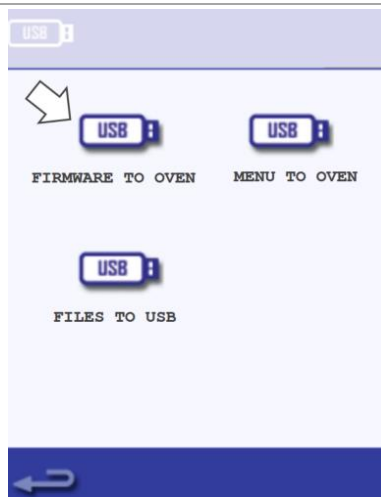 USB
USB USB
FIRMWARE TO OVEN MENU TO OVEN
USB
FILES TO USB